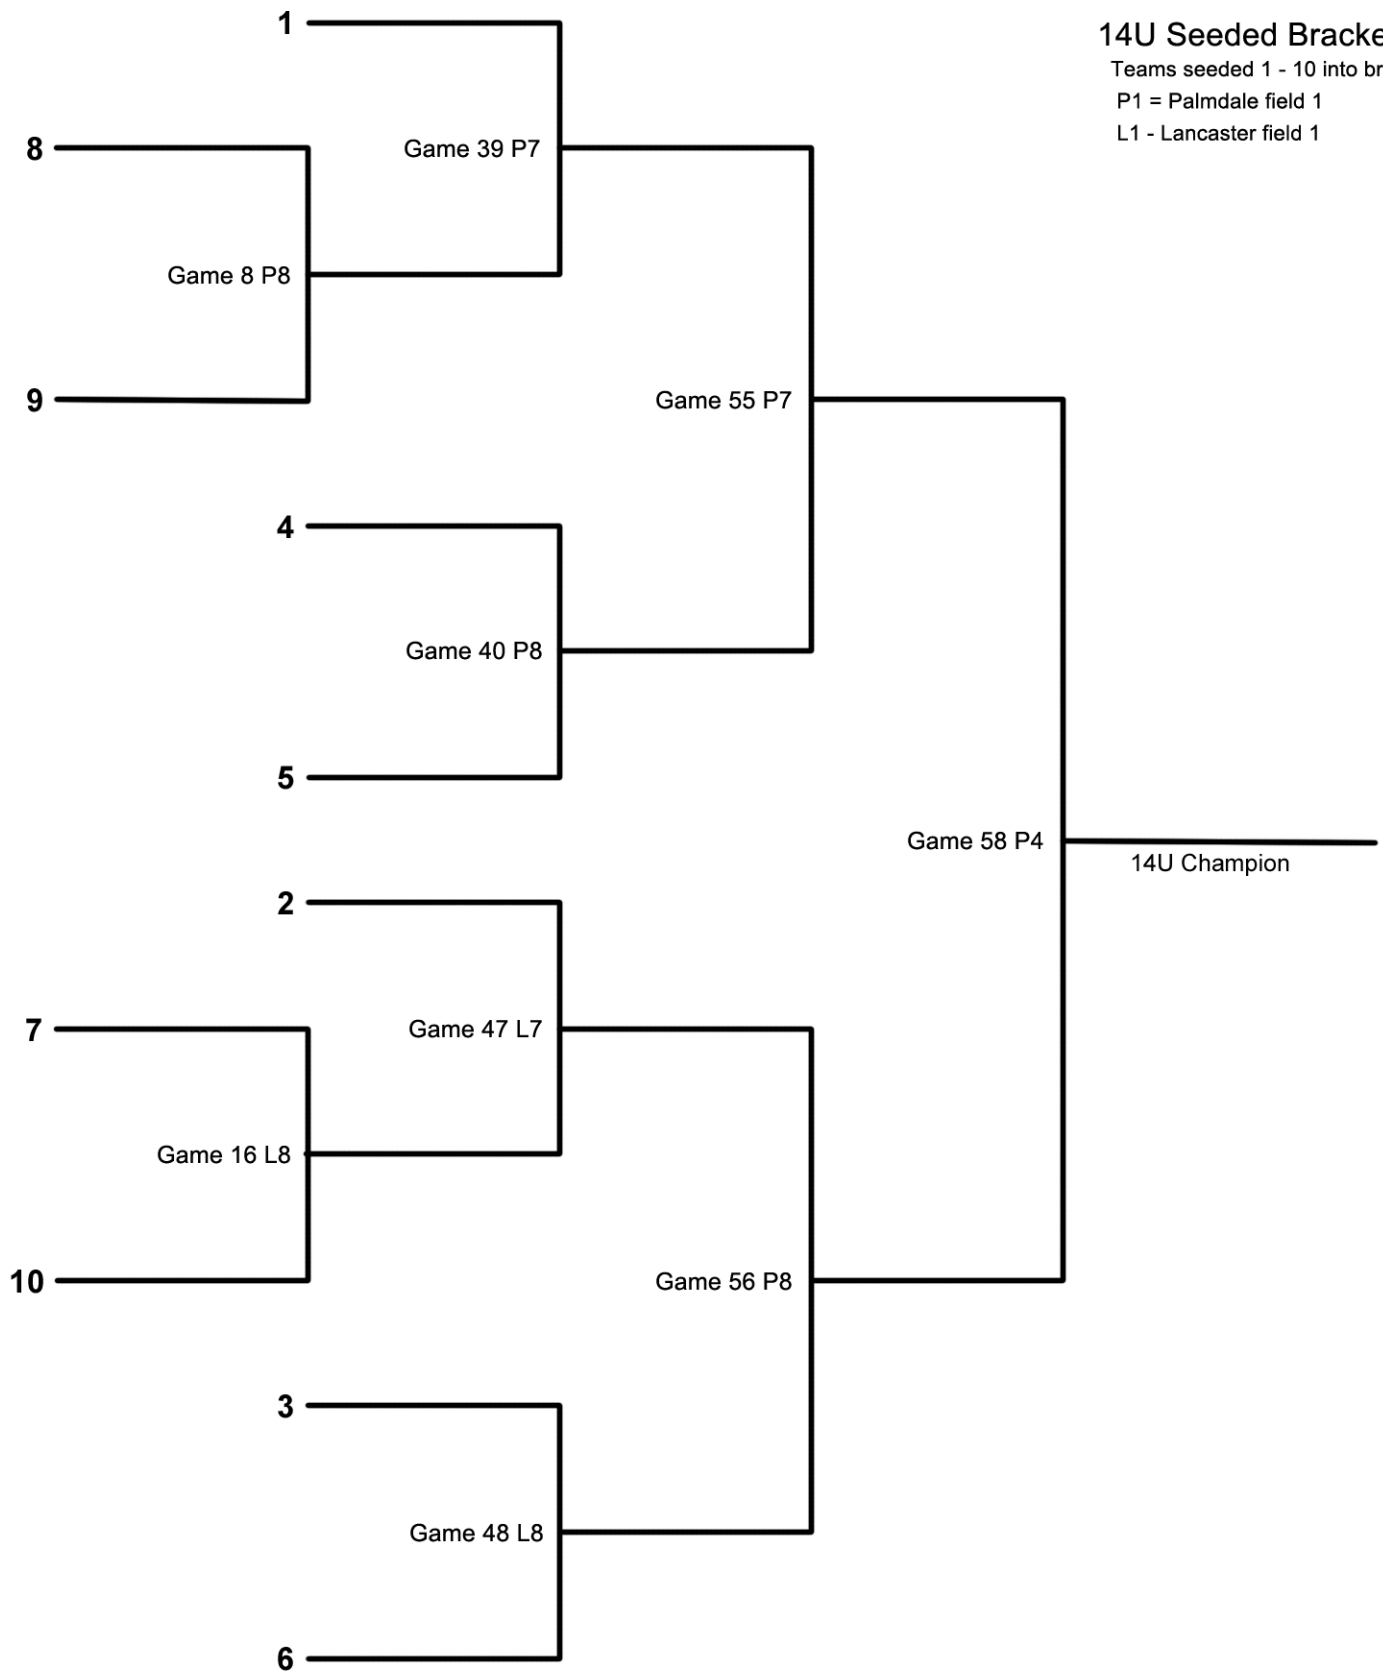 1
14U Seeded Bracke
Teams seeded 1 - 10 into br
P1 = Palmdale field 1
L1 - Lancaster field 1
8
Game 39 P7
Game 8 P8
9
Game 55 P7
4
Game 40 P8
5
Game 58 P4
14U Champion
2
7
Game 47 L7
Game 16 L8
10
Game 56 P8
3
Game 48 L8
6